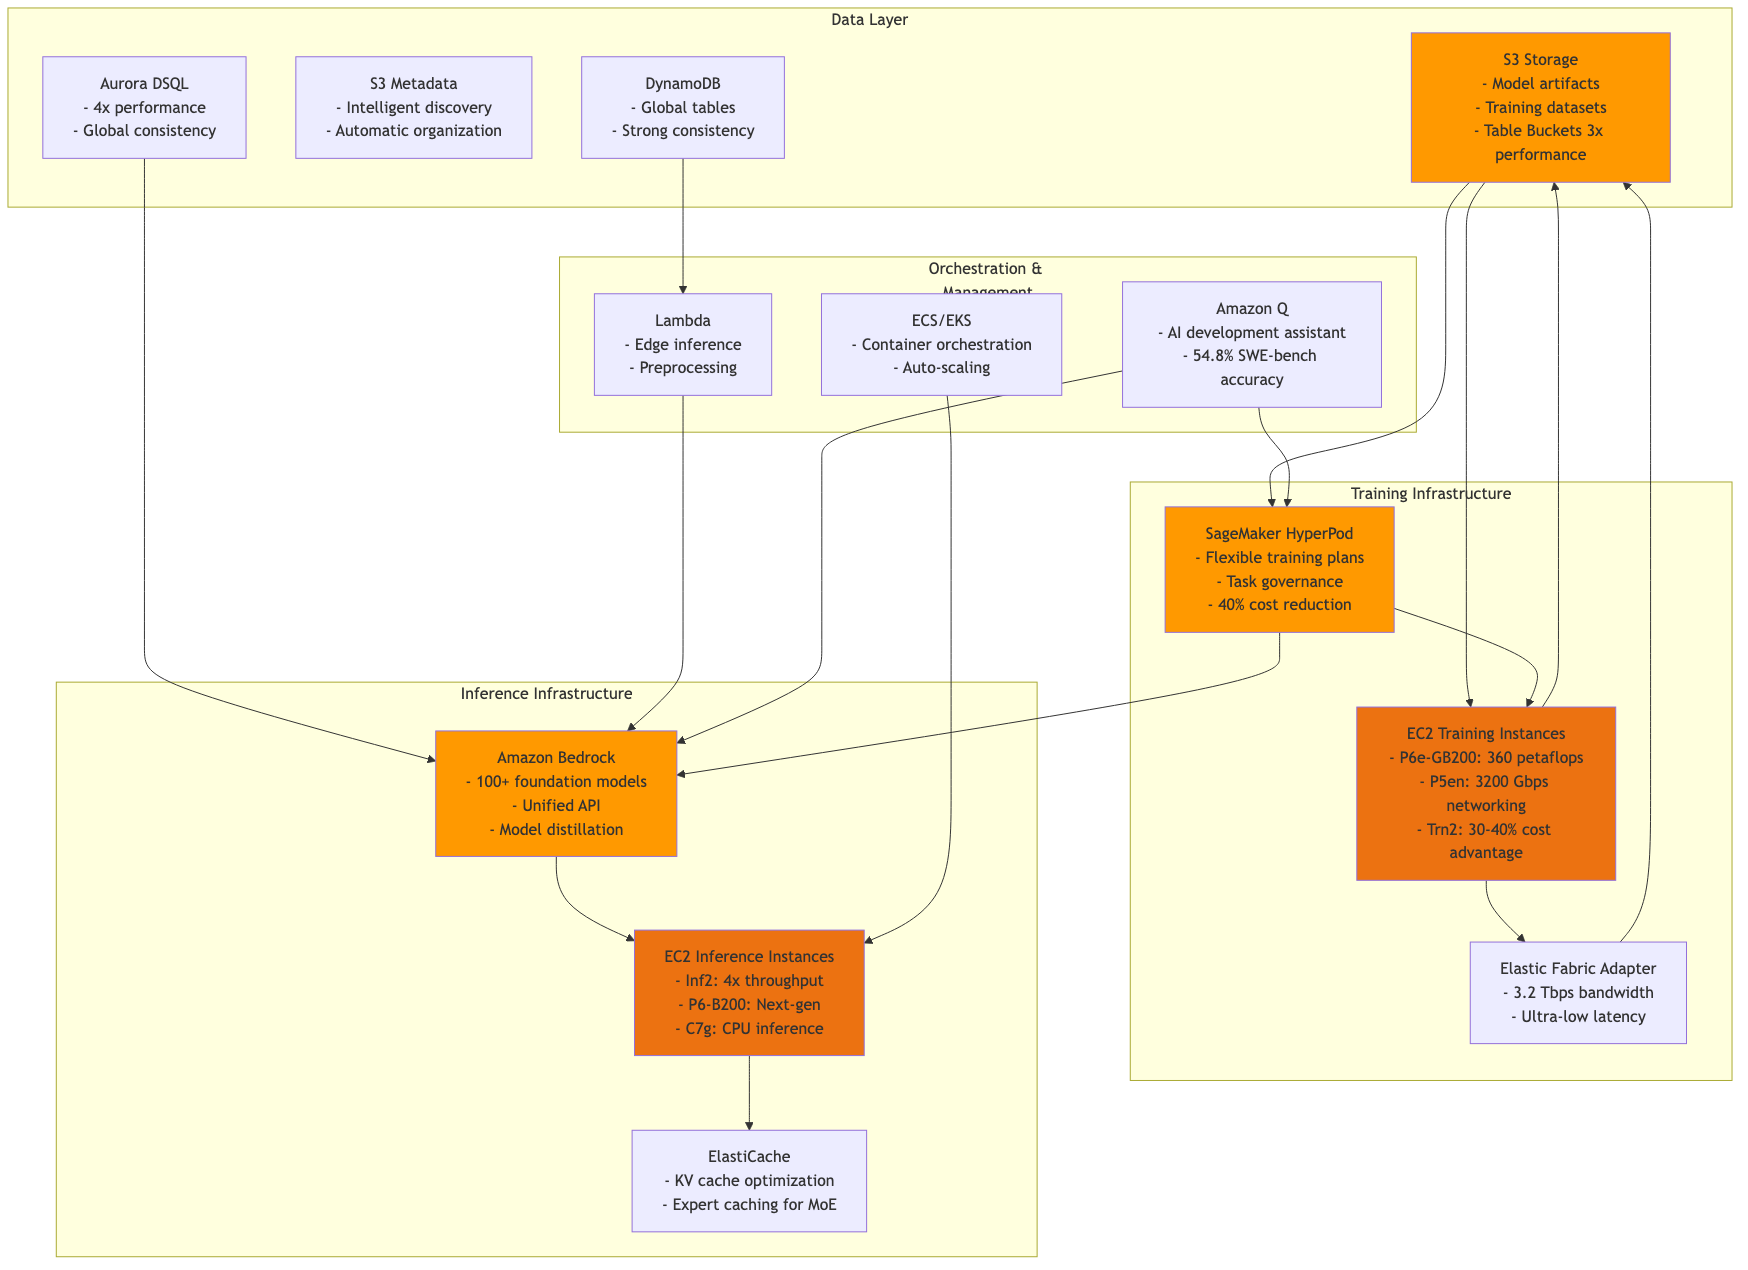 Data Layer
Aurora DSQL
- 4x performance
- Global consistency
S3 Metadata
- Intelligent discovery
- Automatic organization
DynamoDB
- Global tables
- Strong consistency
S3 Storage
- Model artifacts
- Training datasets
- Table Buckets 3x
performance
Orchestration &
Management
Lambda
- Edge inference
- Preprocessing
ECS/EKS
- Container orchestration
- Auto-scaling
Amazon Q
- AI development assistant
- 54.8% SWE-bench
accuracy
Training Infrastructure
SageMaker HyperPod
- Flexible training plans
- Task governance
- 40% cost reduction
EC2 Training Instances
- P6e-GB200: 360 petaflops
- P5en: 3200 Gbps
networking
- Trn2: 30-40% cost
advantage
Elastic Fabric Adapter
- 3.2 Tbps bandwidth
- Ultra-low latency
Inference Infrastructure
Amazon Bedrock
- 100+ foundation models
- Unified API
- Model distillation
EC2 Inference Instances
- Inf2: 4x throughput
- P6-B200: Next-gen
- C7g: CPU inference
ElastiCache
- KV cache optimization
- Expert caching for MoE